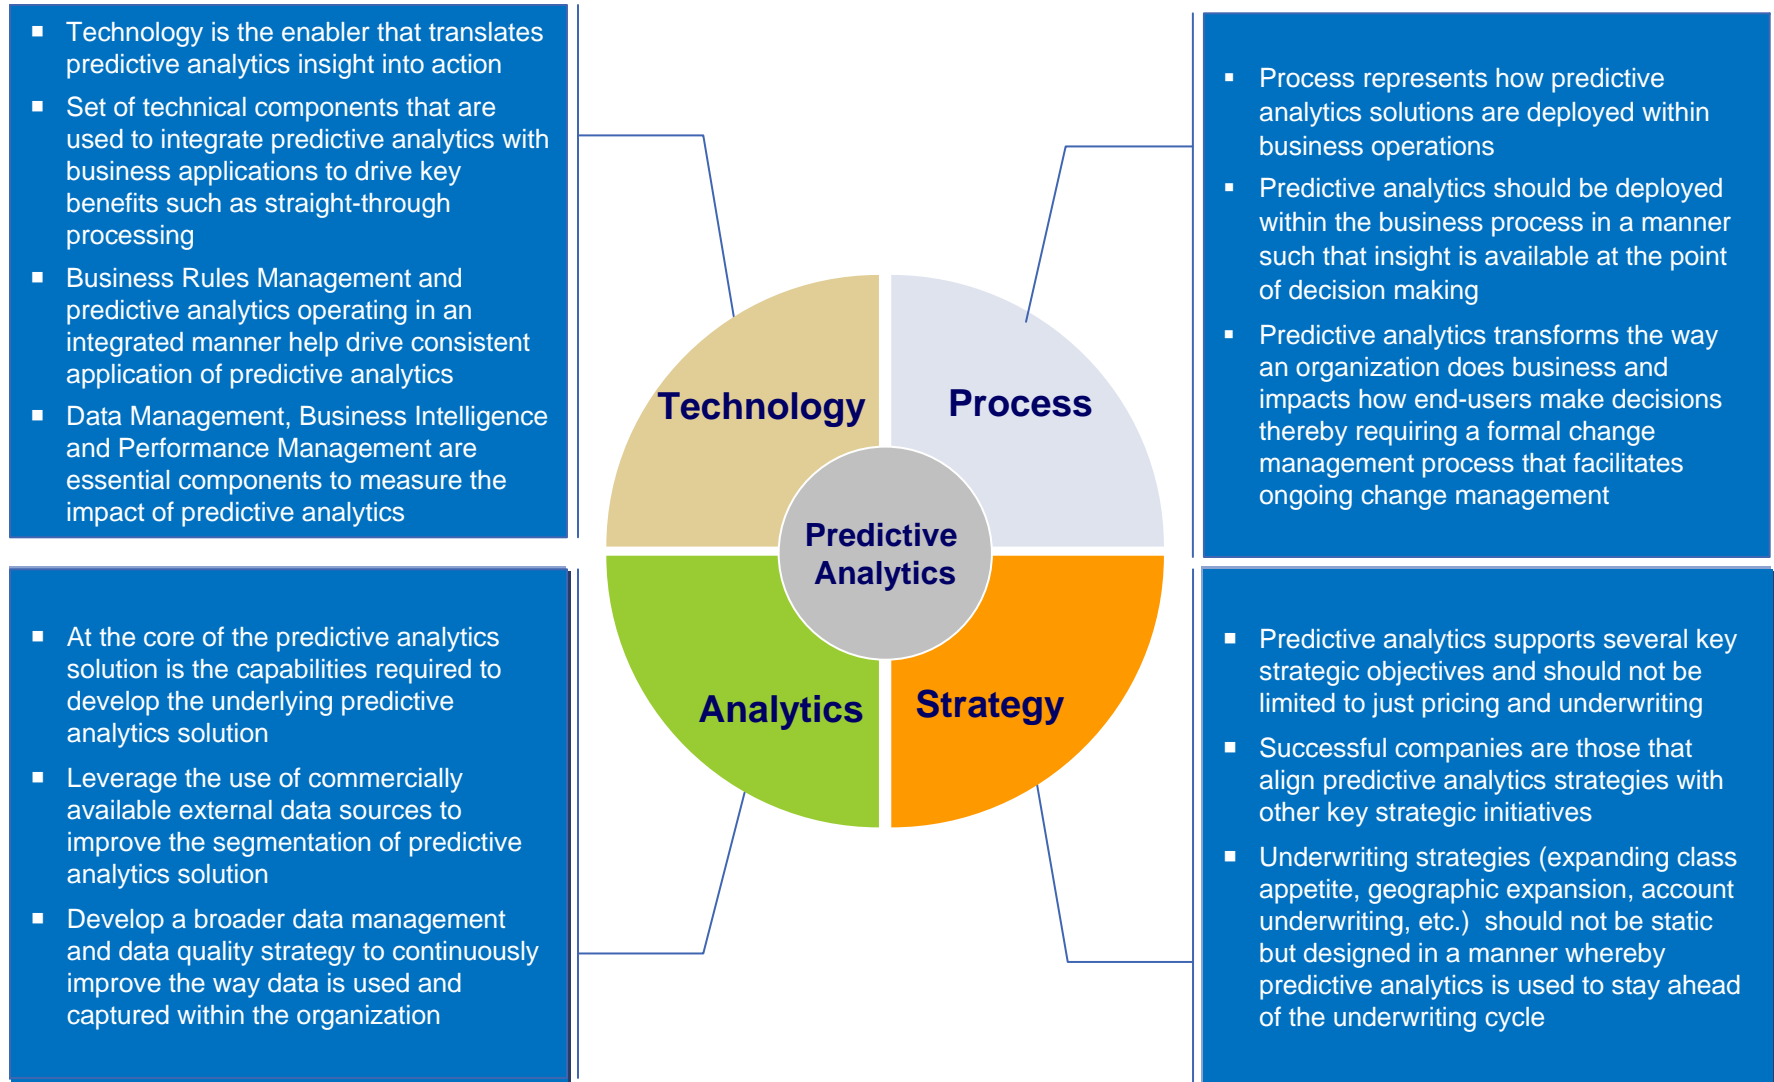 Technology is the enabler that translates
predictive analytics insight into action
Set of technical components that are
used to integrate predictive analytics with
business applications to drive key
benefits such as straight-through
processing
Business Rules Management and
predictive analytics operating in an
integrated manner help drive consistent
application of predictive analytics
Data Management, Business Intelligence
and Performance Management are
essential components to measure the
impact of predictive analytics
Process represents how predictive
analytics solutions are deployed within
business operations
Predictive analytics should be deployed
within the business process in a manner
such that insight is available at the point
of decision making
Predictive analytics transforms the way
an organization does business and
impacts how end-users make decisions
thereby requiring a formal change
management process that facilitates
ongoing change management
Technology
Process
Predictive
Analytics
Analytics
Strategy
At the core of the predictive analytics
solution is the capabilities required to
develop the underlying predictive
analytics solution
Leverage the use of commercially
available external data sources to
improve the segmentation of predictive
analytics solution
Develop a broader data management
and data quality strategy to continuously
improve the way data is used and
captured within the organization
Predictive analytics supports several key
strategic objectives and should not be
limited to just pricing and underwriting
Successful companies are those that
align predictive analytics strategies with
other key strategic initiatives
Underwriting strategies (expanding class
appetite, geographic expansion, account
underwriting, etc.)  should not be static
but designed in a manner whereby
predictive analytics is used to stay ahead
of the underwriting cycle